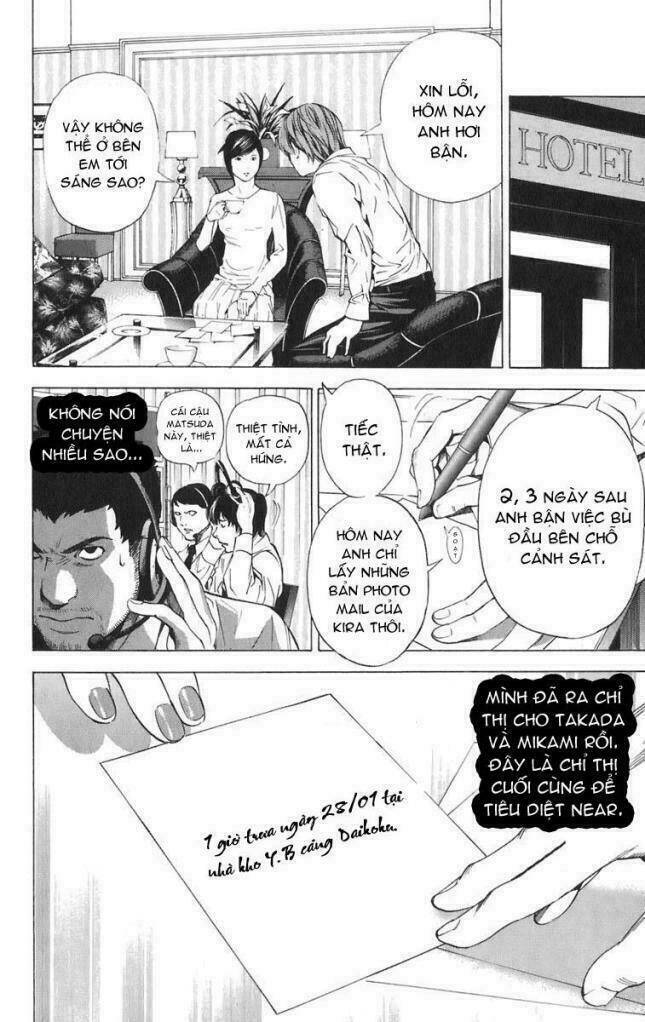 HOTEL
XIN LỖI,
HÔM NAY
ANH HƠI
BẬN.
VẬY KHÔNG
THỂ Ở BÊN
EM TỚI
SÁNG SAO?
2, 3 NGÀY SAU
ANH BẬN VIỆC BÙ
ĐẦU BÊN CHỖ
CẢNH SÁT.
SOẠT
TIẾC
THẬT.
HÔM NAY
ANH CHỈ
LẤY NHỮNG
BẢN PHOTO
MAIL CỦA
KIRA THÔI.
THIỆT TÌNH,
MẤT CẢ
HỨNG.
CÁI CẬU
MATSUDA
NÀY, THIỆT
LÀ...
KHÔNG NÓI
CHUYỆN
NHIỀU SAO...
MÌNH ĐÃ RA CHỈ
THỊ CHO TAKADA
VÀ MIKAMI RỒI.
ĐÂY LÀ CHỈ THỊ
CUỐI CÙNG ĐỂ
TIÊU DIỆT NEAR.
1 giờ trưa ngày 28/01 tại
nhà kho Y.B cảng Daikoku.